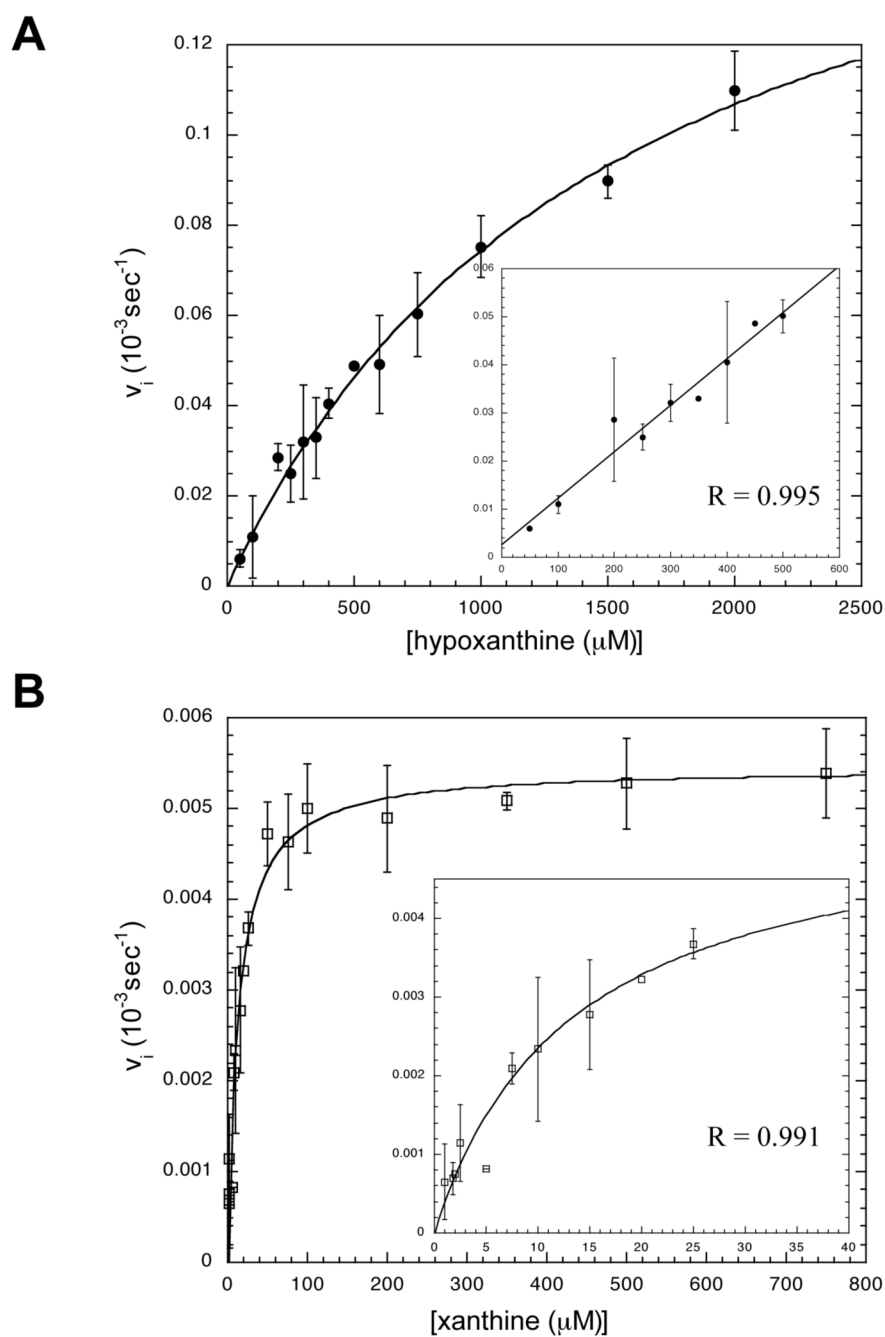 A
0.12
0.1
0.08
0.06
0.04
0.02
0
v_i (10^-3 sec^-1)
0 500 1000 1500 2000 2500
[hypoxanthine (μM)]
0.06
0.05
0.04
0.03
0.02
0.01
0
0 100 200 300 400 500 600
R = 0.995
B
0.006
0.005
0.004
0.003
0.002
0.001
0
v_i (10^-3 sec^-1)
0 100 200 300 400 500 600 700 800
[xanthine (μM)]
0.004
0.003
0.002
0.001
0
0 5 10 15 20 25 30 35 40
R = 0.991